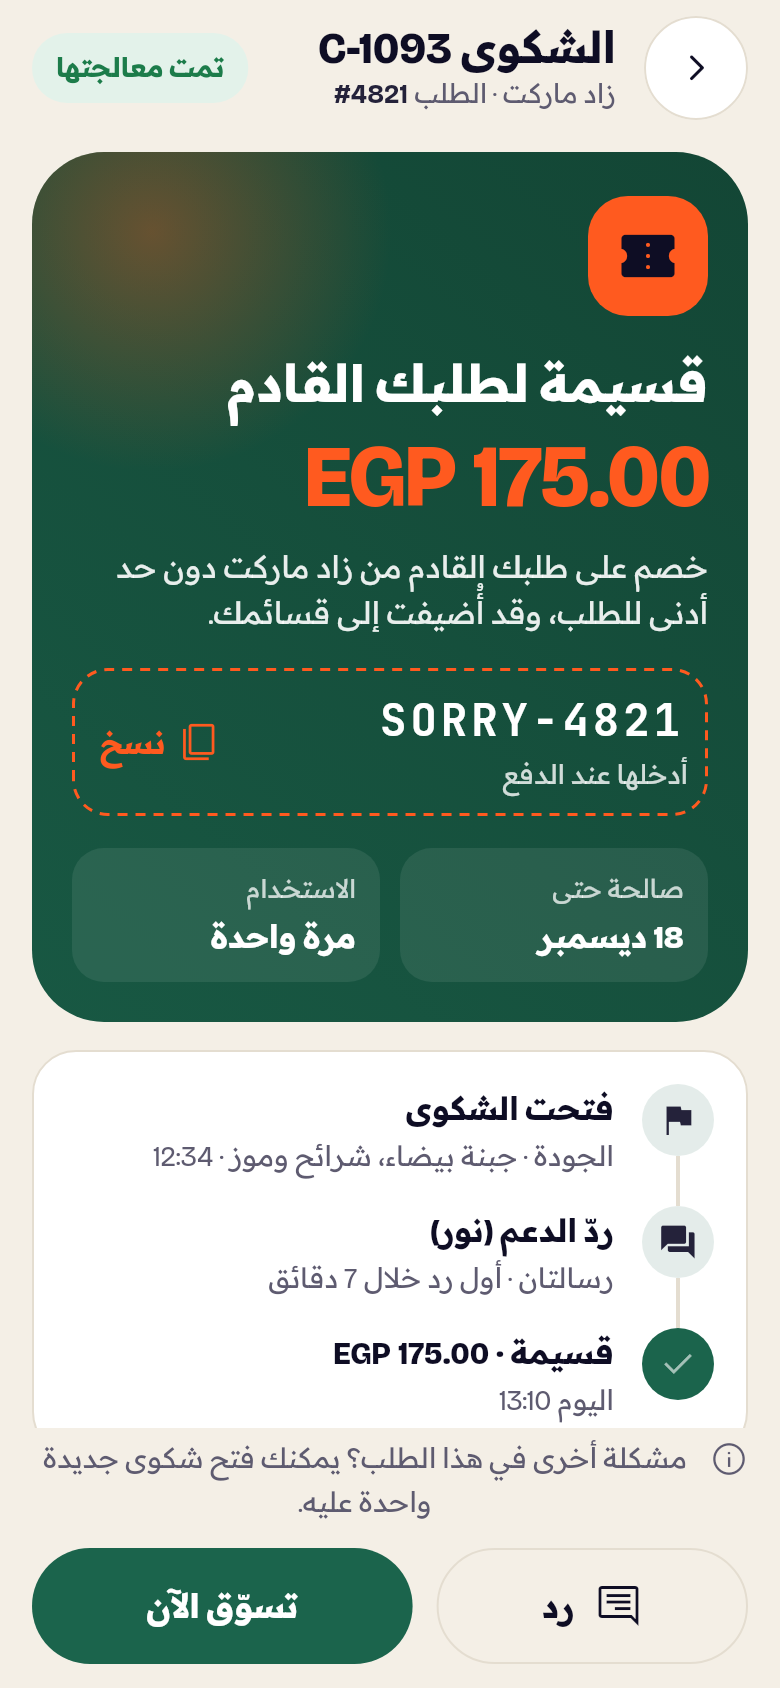 الشكوى C-1093
زاد ماركت · الطلب #4821
تمت معالجتها
قسيمة لطلبك القادم
EGP 175.00
خصم على طلبك القادم من زاد ماركت دون حد
أدنى للطلب، وقد أُضيفت إلى قسائمك.
SORRY-4821
أدخلها عند الدفع
نسخ
صالحة حتى
18 ديسمبر
الاستخدام
مرة واحدة
فتحت الشكوى
الجودة · جبنة بيضاء، شرائح وموز · 12:34
ردّ الدعم (نور)
رسالتان · أول رد خلال 7 دقائق
قسيمة · EGP 175.00
اليوم 13:10
مشكلة أخرى في هذا الطلب؟ يمكنك فتح شكوى جديدة
واحدة عليه.
رد
تسوّق الآن